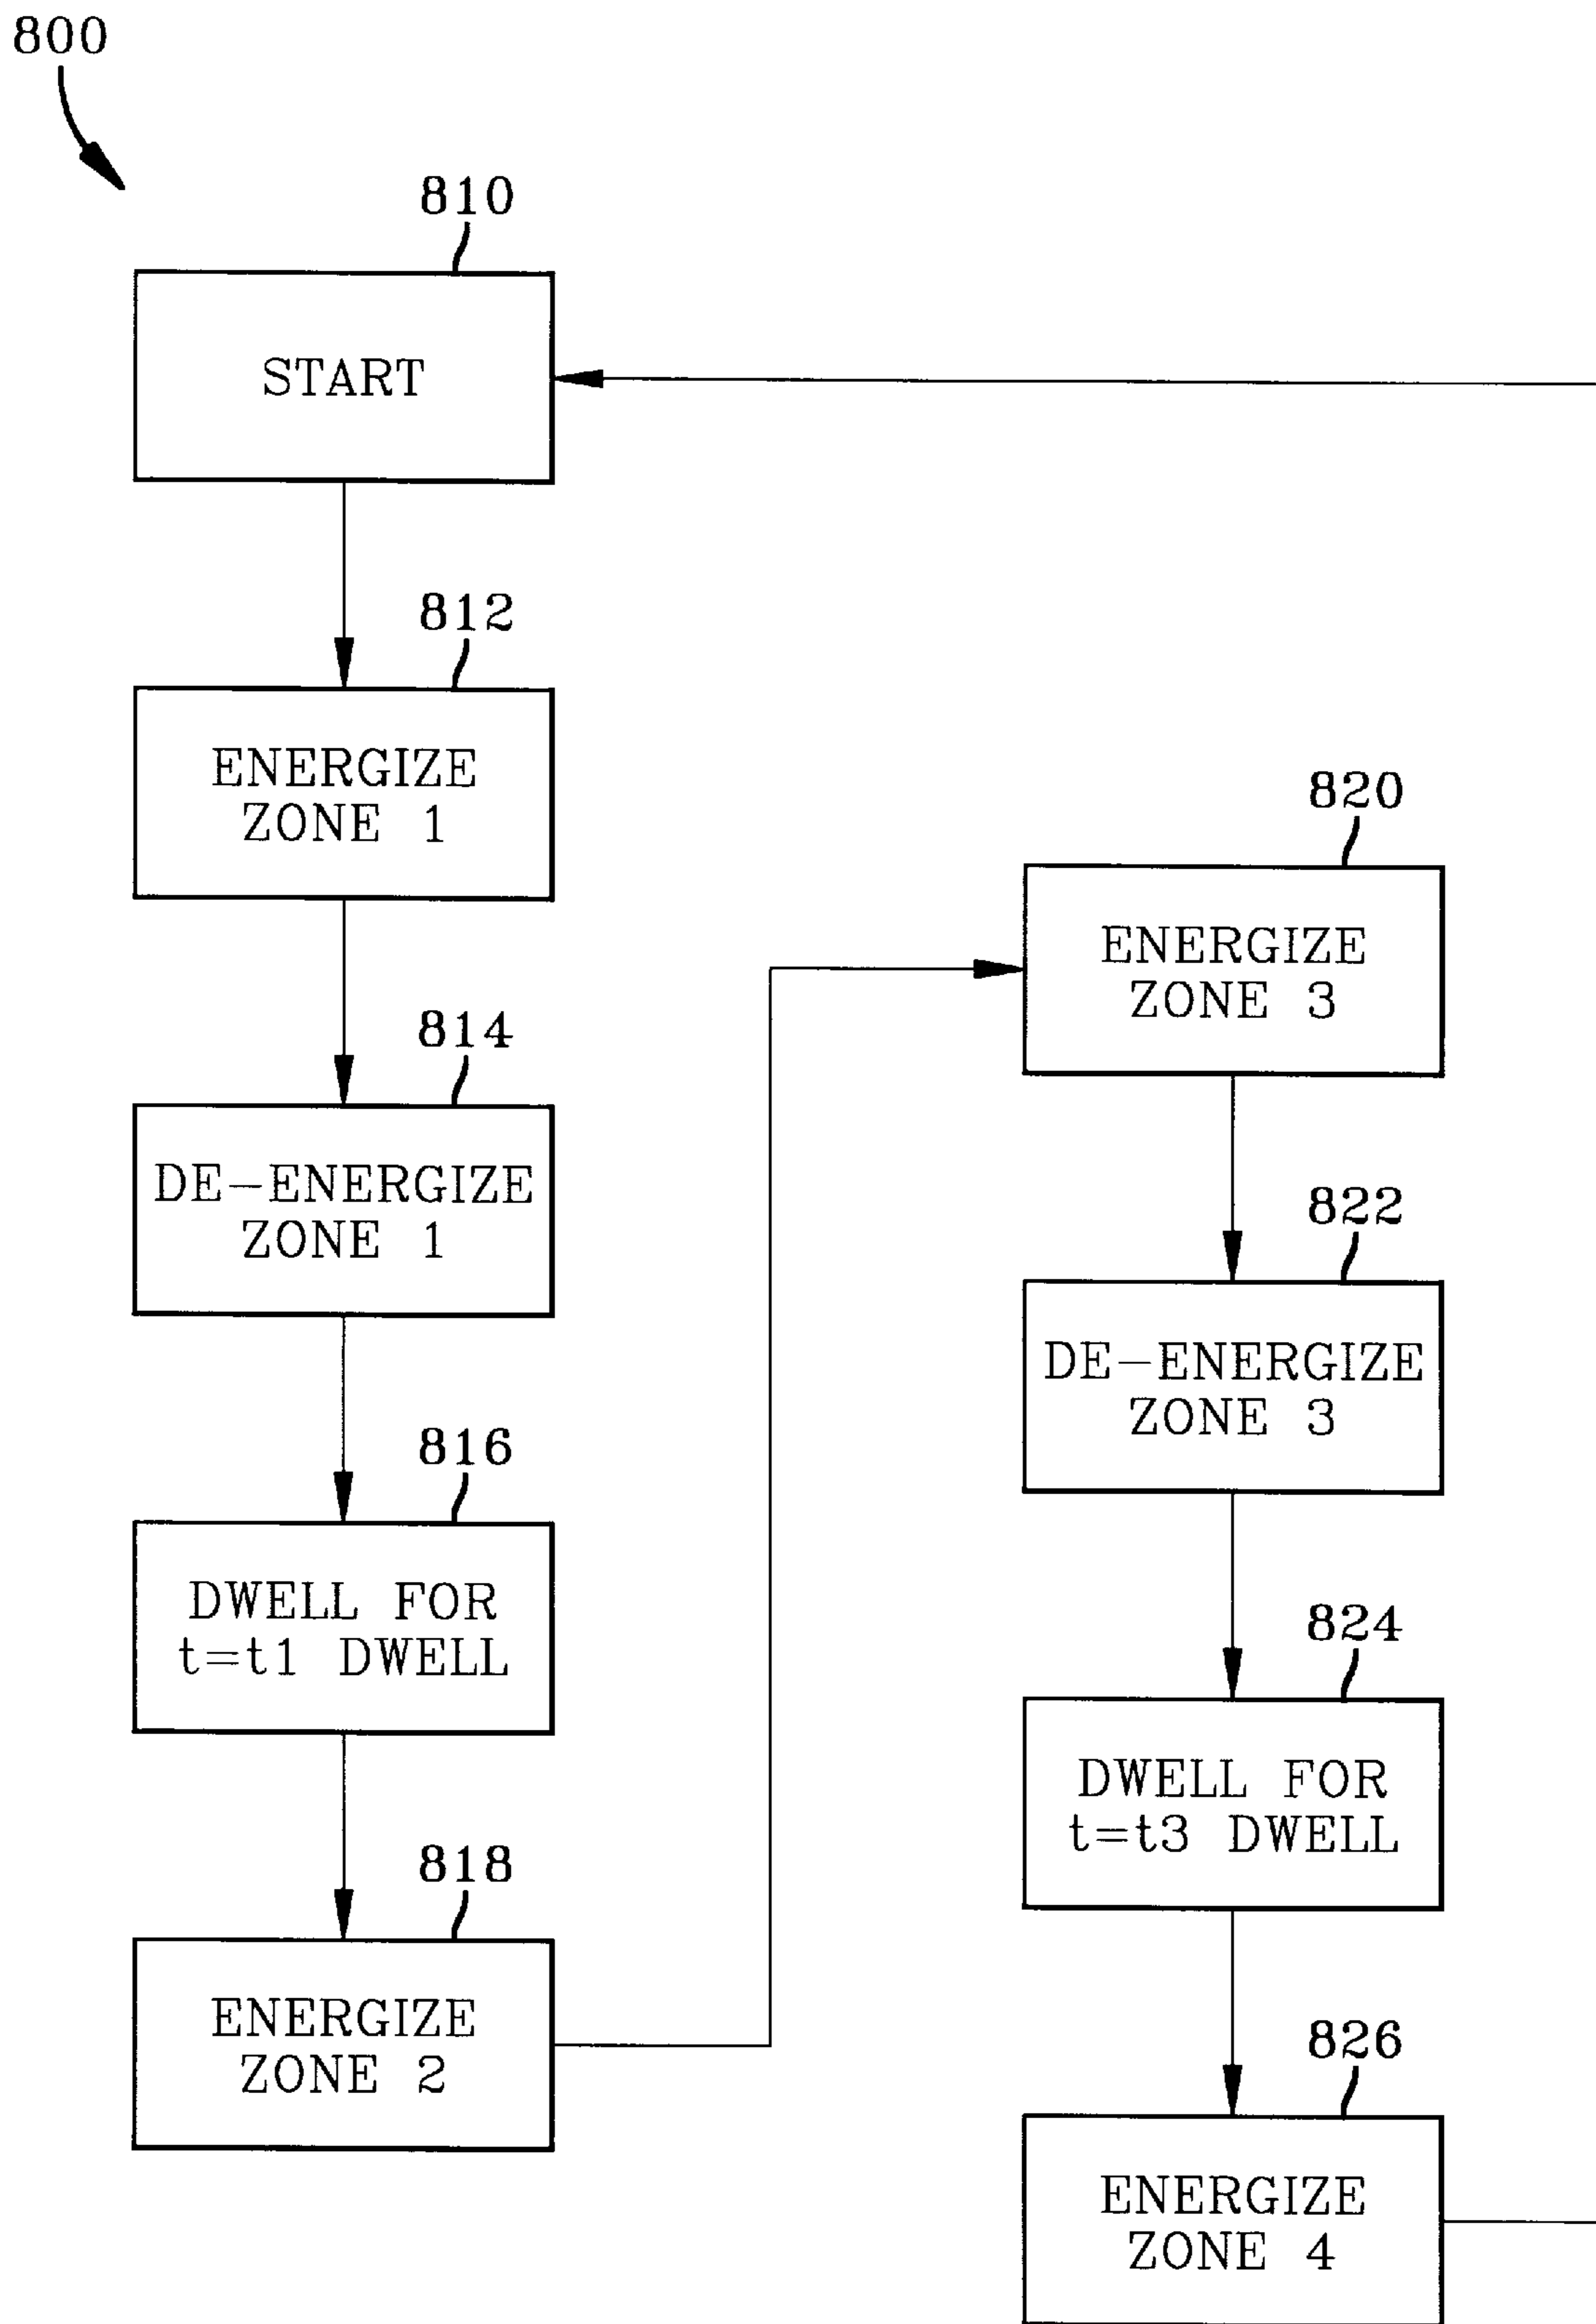 800
810
START
812
ENERGIZE
ZONE 1
814
DE-ENERGIZE
ZONE 1
816
DWELL FOR
t=t1 DWELL
818
ENERGIZE
ZONE 2
820
ENERGIZE
ZONE 3
822
DE-ENERGIZE
ZONE 3
824
DWELL FOR
t=t3 DWELL
826
ENERGIZE
ZONE 4